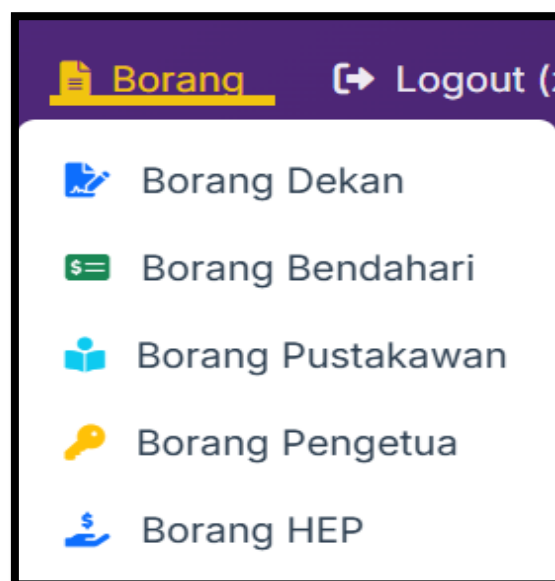 Borang Logout (
Borang Dekan
Borang Bendahari
Borang Pustakawan
Borang Pengetua
Borang HEP